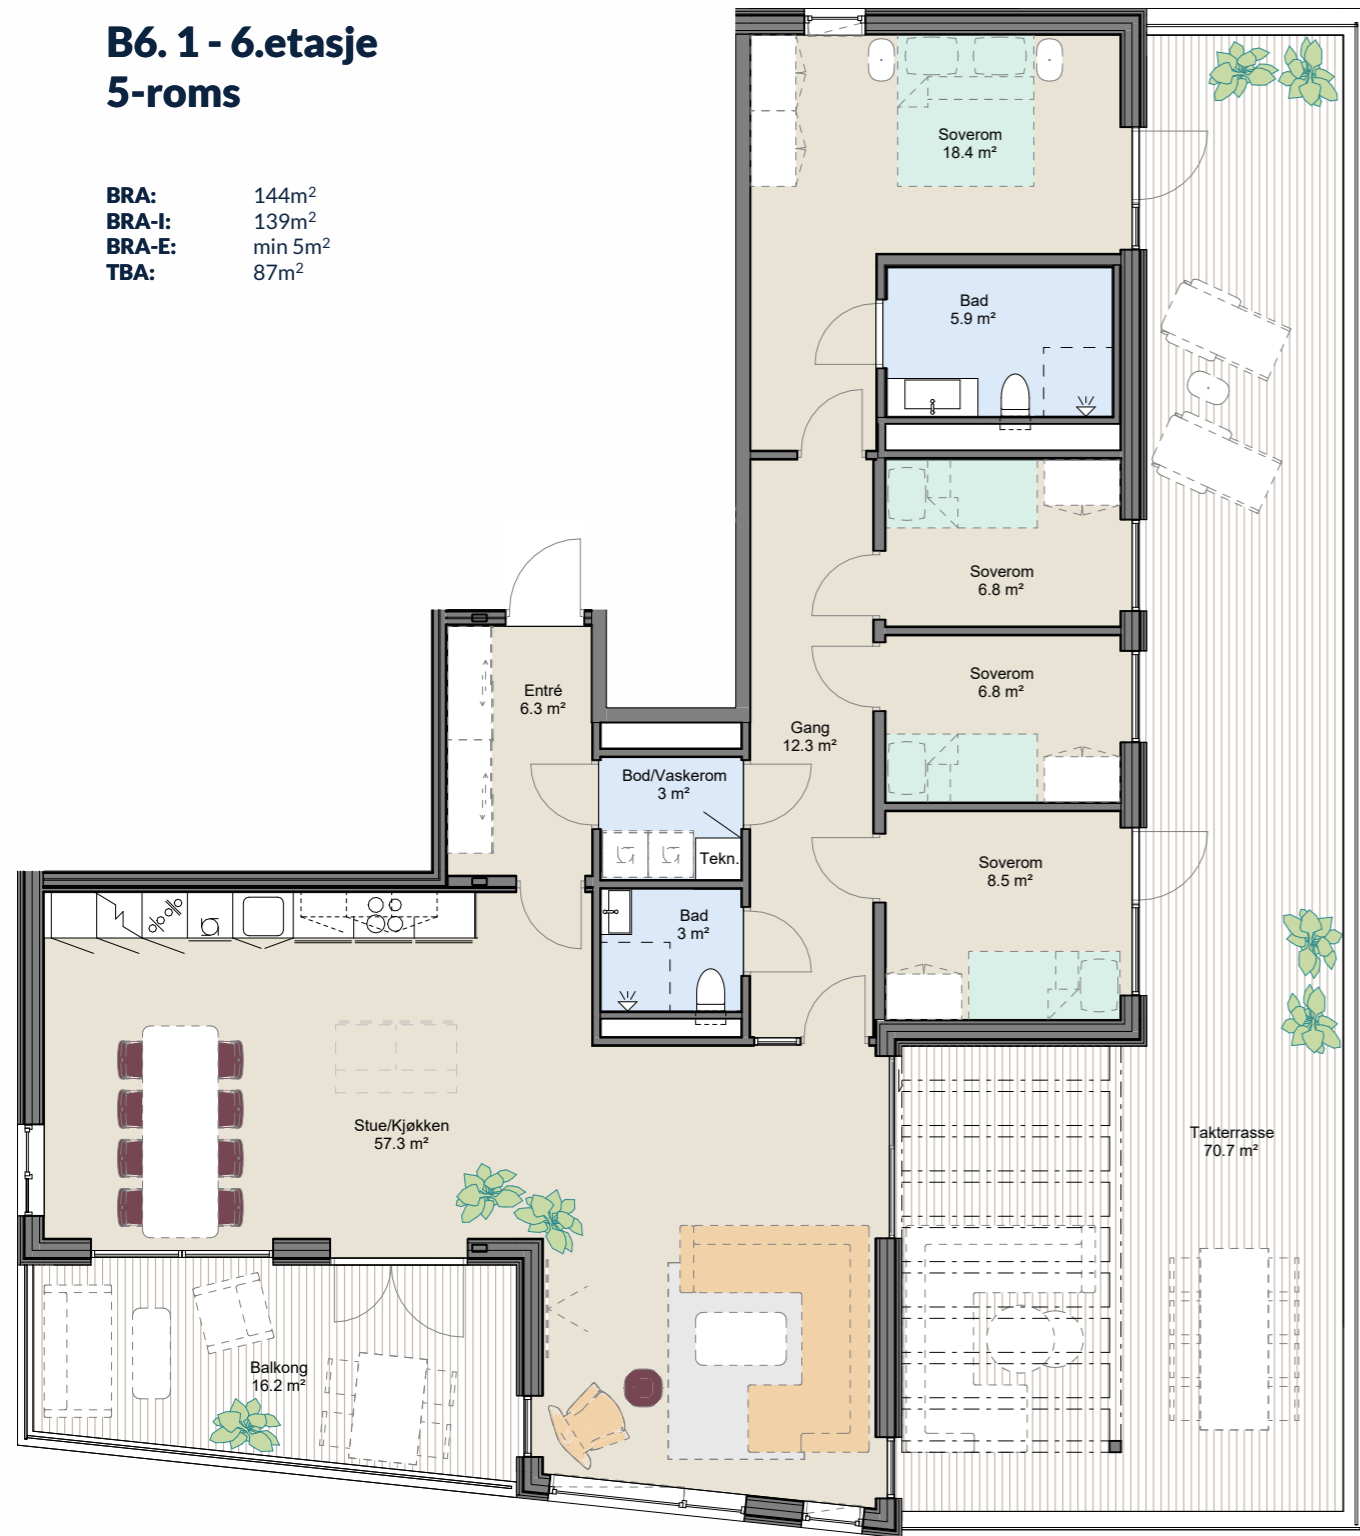 B6. 1 - 6.etasje
5-roms
BRA: 144m²
BRA-I: 139m²
BRA-E: min 5m²
TBA: 87m²
Soverom
18.4 m²
Bad
5.9 m²
Soverom
6.8 m²
Soverom
6.8 m²
Entré
6.3 m²
Gang
12.3 m²
Bod/Vaskerom
3 m²
Tekn.
Soverom
8.5 m²
Bad
3 m²
Stue/Kjøkken
57.3 m²
Takterrasse
70.7 m²
Balkong
16.2 m²